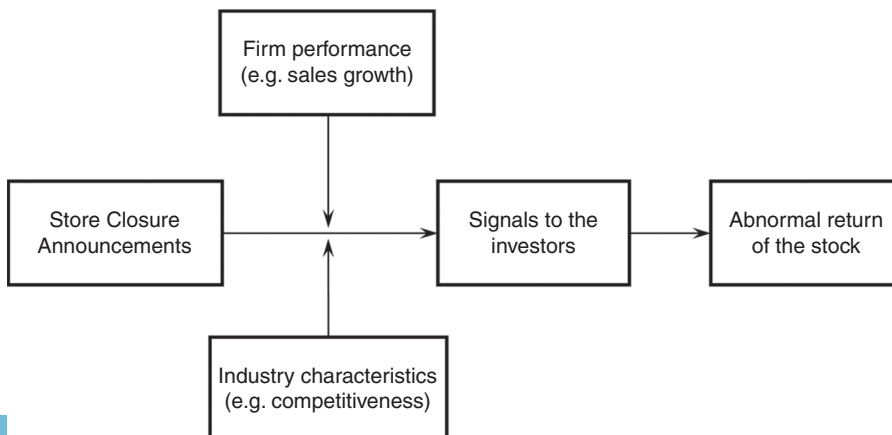 Firm performance
(e.g. sales growth)
Store Closure
Announcements
Signals to the
investors
Abnormal return
of the stock
Industry characteristics
(e.g. competitiveness)